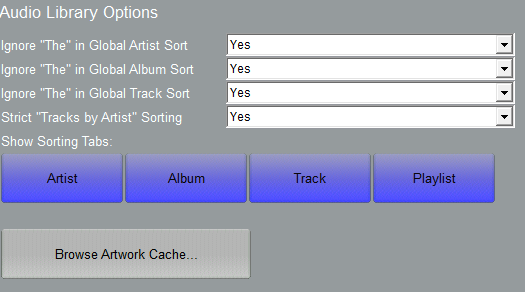 Audio Library Options
Ignore "The" in Global Artist Sort Yes
Ignore "The" in Global Album Sort Yes
Ignore "The" in Global Track Sort Yes
Strict "Tracks by Artist" Sorting Yes
Show Sorting Tabs:
Artist Album Track Playlist
Browse Artwork Cache...